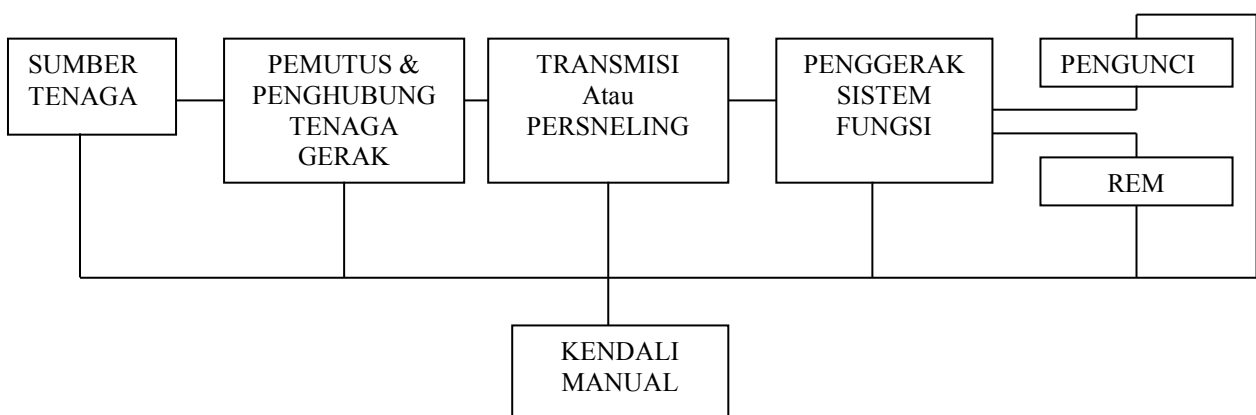 SUMBER
TENAGA
PEMUTUS &
PENGHUBUNG
TENAGA
GERAK
TRANSMISI
Atau
PERSNELING
PENGGERAK
SISTEM
FUNGSI
PENGUNCI
REM
KENDALI
MANUAL